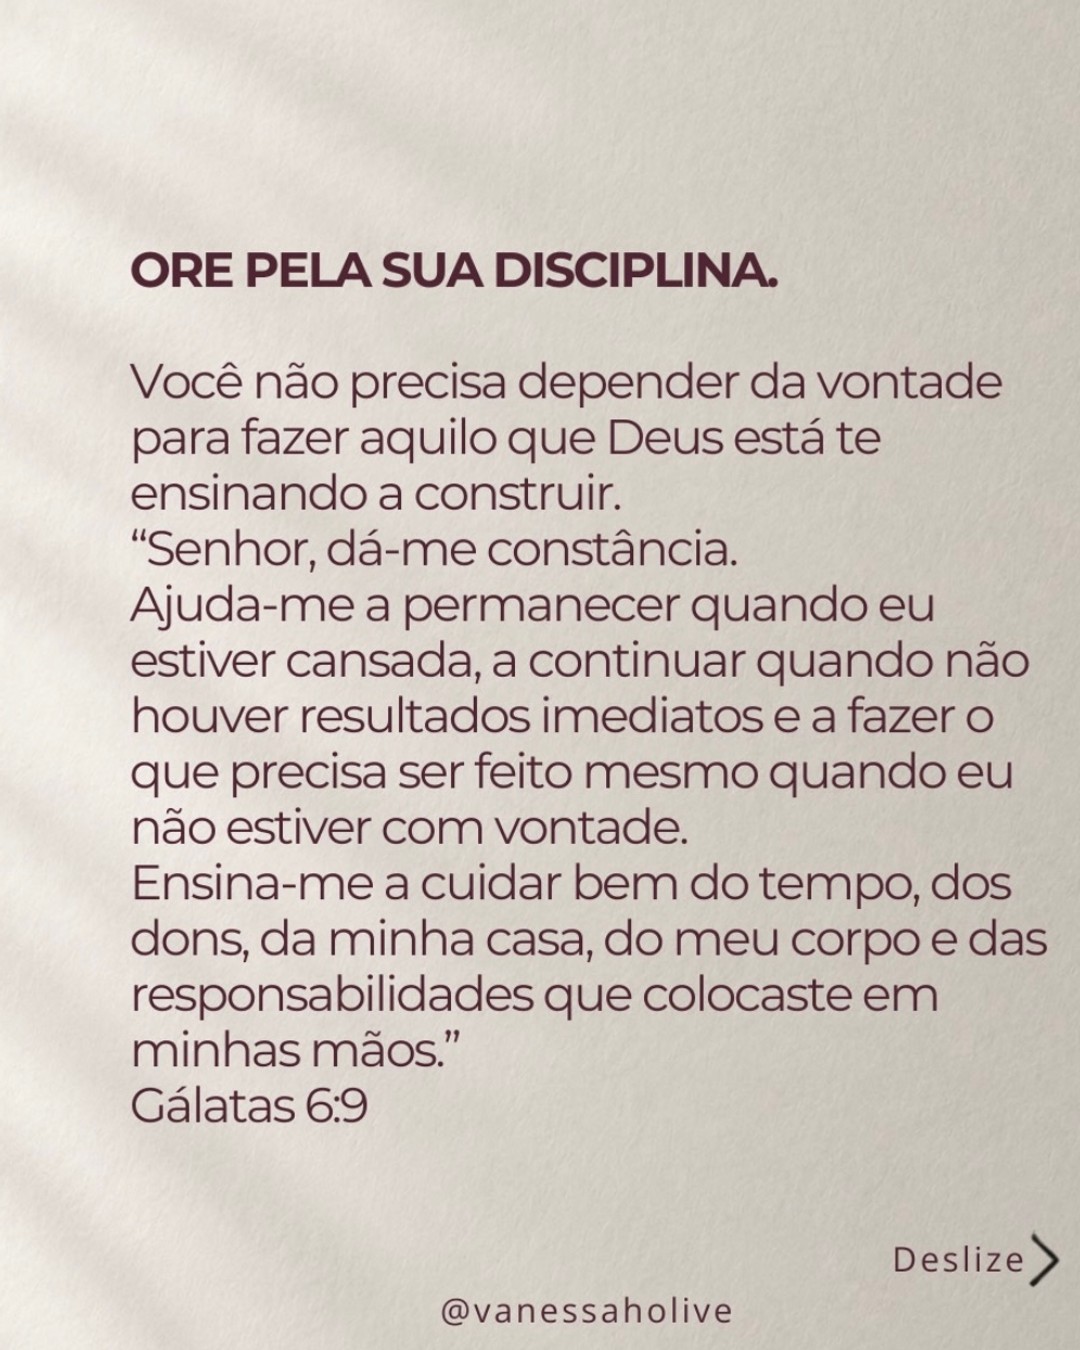 ORE PELA SUA DISCIPLINA.
Você não precisa depender da vontade
para fazer aquilo que Deus está te
ensinando a construir.
“Senhor, dá-me constância.
Ajuda-me a permanecer quando eu
estiver cansada, a continuar quando não
houver resultados imediatos e a fazer o
que precisa ser feito mesmo quando eu
não estiver com vontade.
Ensina-me a cuidar bem do tempo, dos
dons, da minha casa, do meu corpo e das
responsabilidades que colocaste em
minhas mãos.”
Gálatas 6:9
Deslize
@vanessaholive